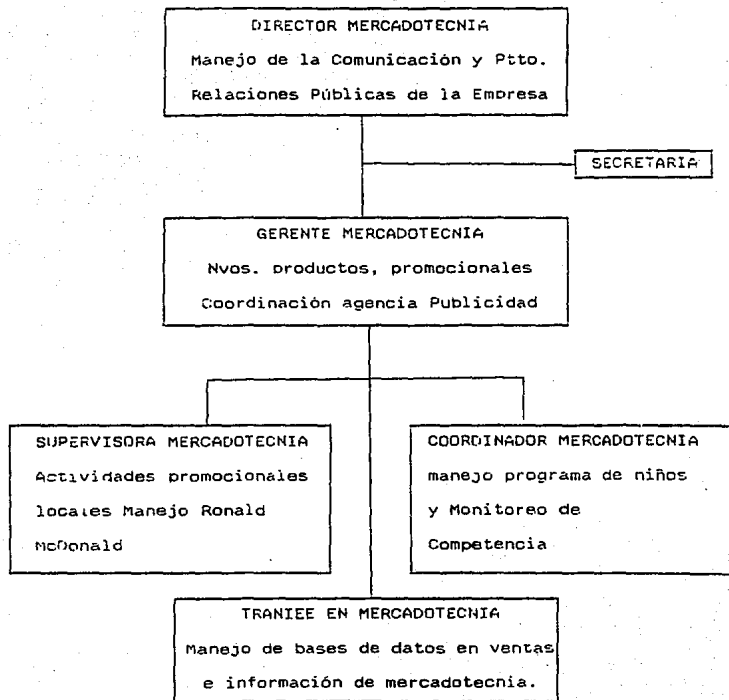 DIRECTOR MERCADOTECNIA
Manejo de la Comunicación y Ptto.
Relaciones Públicas de la Empresa
SECRETARIA
GERENTE MERCADOTECNIA
Nvos. productos, promocionales
Coordinación agencia Publicidad
SUPERVISORA MERCADOTECNIA
Actividades promocionales
locales Manejo Ronald
McDonald
COORDINADOR MERCADOTECNIA
manejo programa de niños
y Monitoreo de
Competencia
TRANIEE EN MERCADOTECNIA
Manejo de bases de datos en ventas
e información de mercadotecnia.